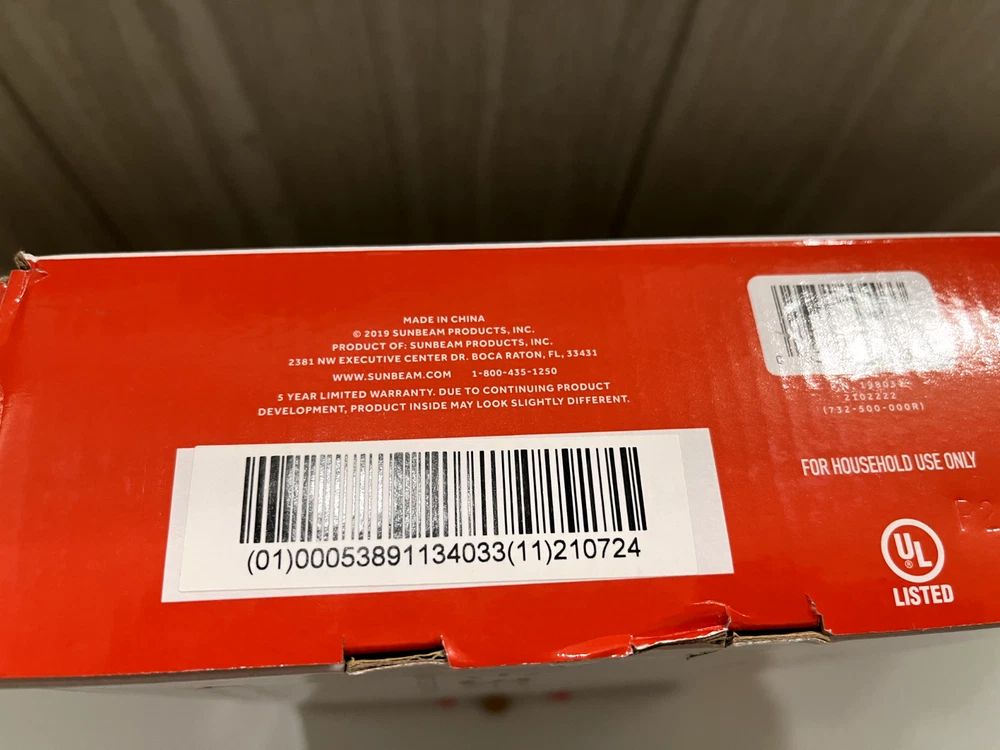 MADE IN CHINA
© 2019 SUNBEAM PRODUCTS, INC.
PRODUCT OF: SUNBEAM PRODUCTS, INC.
2381 NW EXECUTIVE CENTER DR. BOCA RATON, FL, 33431
WWW.SUNBEAM.COM 1-800-435-1250
5 YEAR LIMITED WARRANTY. DUE TO CONTINUING PRODUCT
DEVELOPMENT, PRODUCT INSIDE MAY LOOK SLIGHTLY DIFFERENT.
(01)00053891134033(11)210724
2102222
(732-500-000R)
FOR HOUSEHOLD USE ONLY
UL
®
LISTED